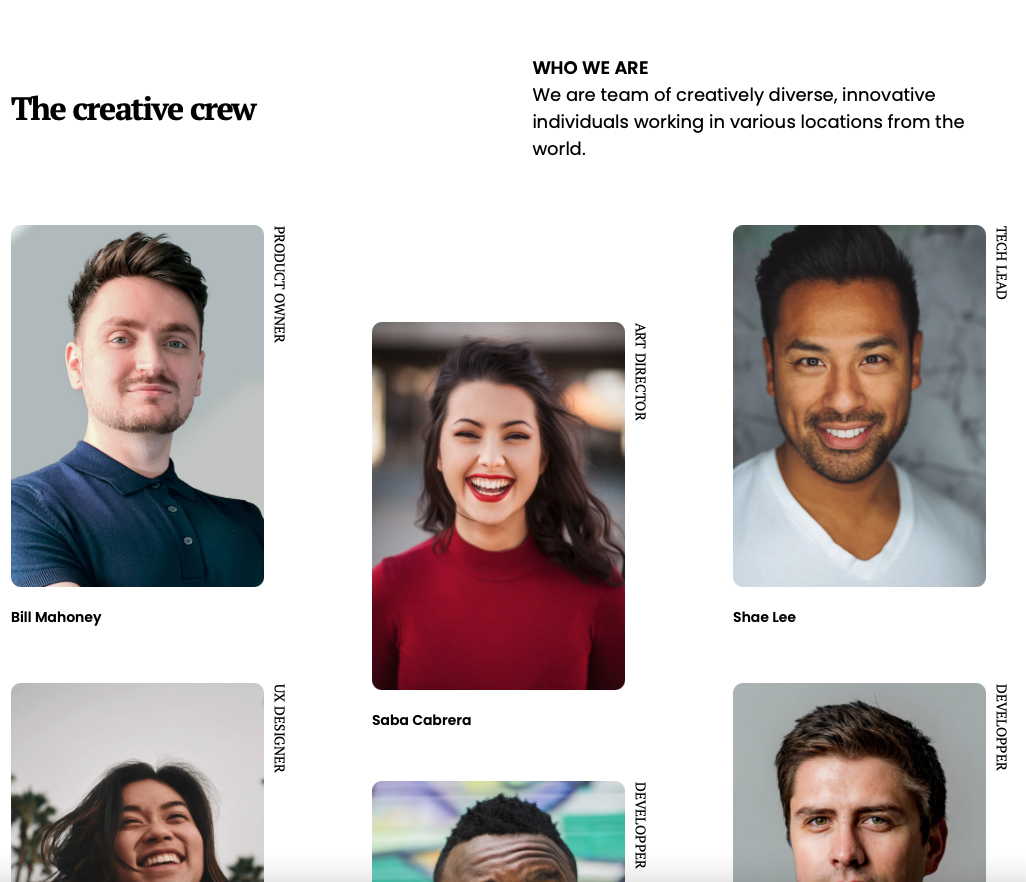 The creative crew
WHO WE ARE
We are team of creatively diverse, innovative
individuals working in various locations from the
world.
PRODUCT OWNER
Bill Mahoney
ART DIRECTOR
Saba Cabrera
TECH LEAD
Shae Lee
UX DESIGNER
DEVELOPPER
DEVELOPPER